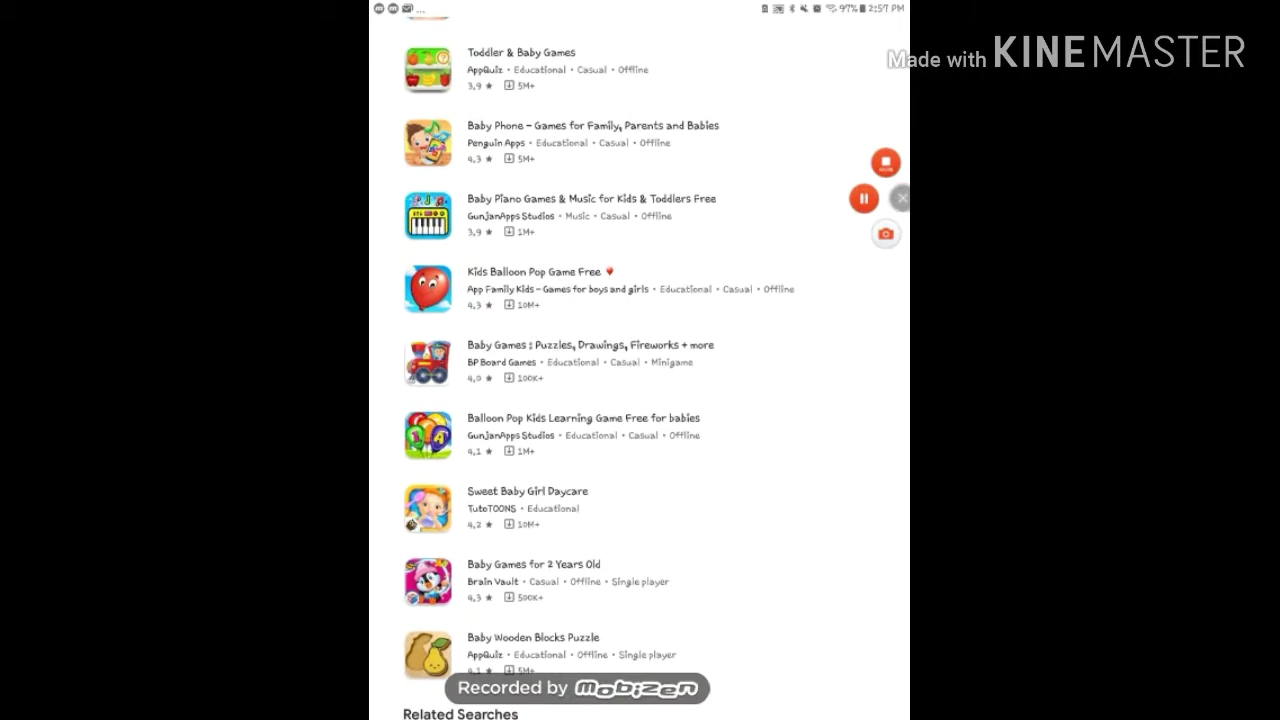 ... 97% 2:57 PM
Made with KINEMASTER
Toddler & Baby Games
AppQuiz • Educational • Casual • Offline
3,9 ★ 5M+
Baby Phone – Games for Family, Parents and Babies
Penguin Apps • Educational • Casual • Offline
4,3 ★ 5M+
Baby Piano Games & Music for Kids & Toddlers Free
GunjanApps Studios • Music • Casual • Offline
3,9 ★ 1M+
Kids Balloon Pop Game Free 🎈
App Family Kids – Games for boys and girls • Educational • Casual • Offline
4,3 ★ 10M+
Baby Games : Puzzles, Drawings, Fireworks + more
BP Board Games • Educational • Casual • Minigame
4,0 ★ 100K+
Balloon Pop Kids Learning Game Free for babies
GunjanApps Studios • Educational • Casual • Offline
4,1 ★ 1M+
Sweet Baby Girl Daycare
TutoTOONS • Educational
4,2 ★ 10M+
Baby Games for 2 Years Old
Brain Vault • Casual • Offline • Single player
4,3 ★ 500K+
Baby Wooden Blocks Puzzle
AppQuiz • Educational • Offline • Single player
4,1 ★ 5M+
Recorded by mobizen
Related Searches